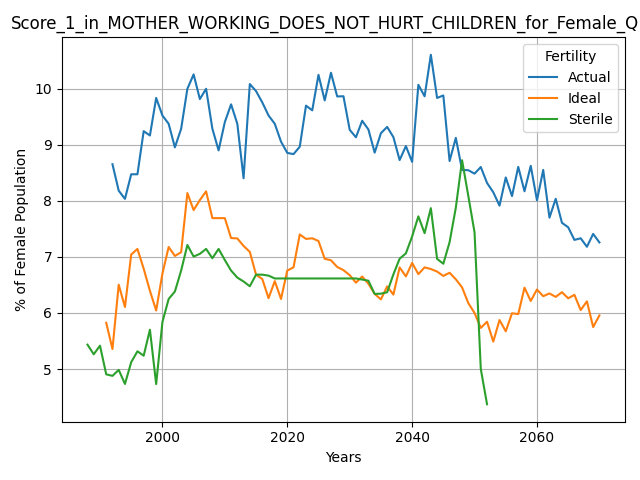 Score_1_in_MOTHER_WORKING_DOES_NOT_HURT_CHILDREN_for_Female_Q
Fertility
Actual
Ideal
Sterile
% of Female Population
10
9
8
7
6
5
2000 2020 2040 2060
Years